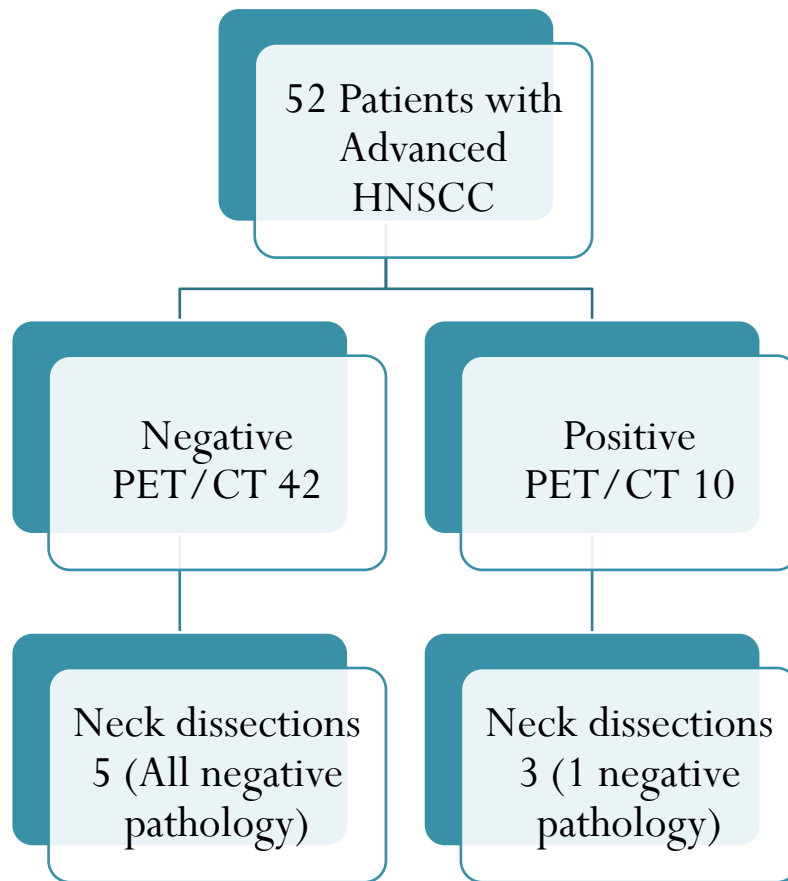 52 Patients with
Advanced
HNSCC
Negative
PET/CT 42
Positive
PET/CT 10
Neck dissections
5 (All negative
pathology)
Neck dissections
3 (1 negative
pathology)